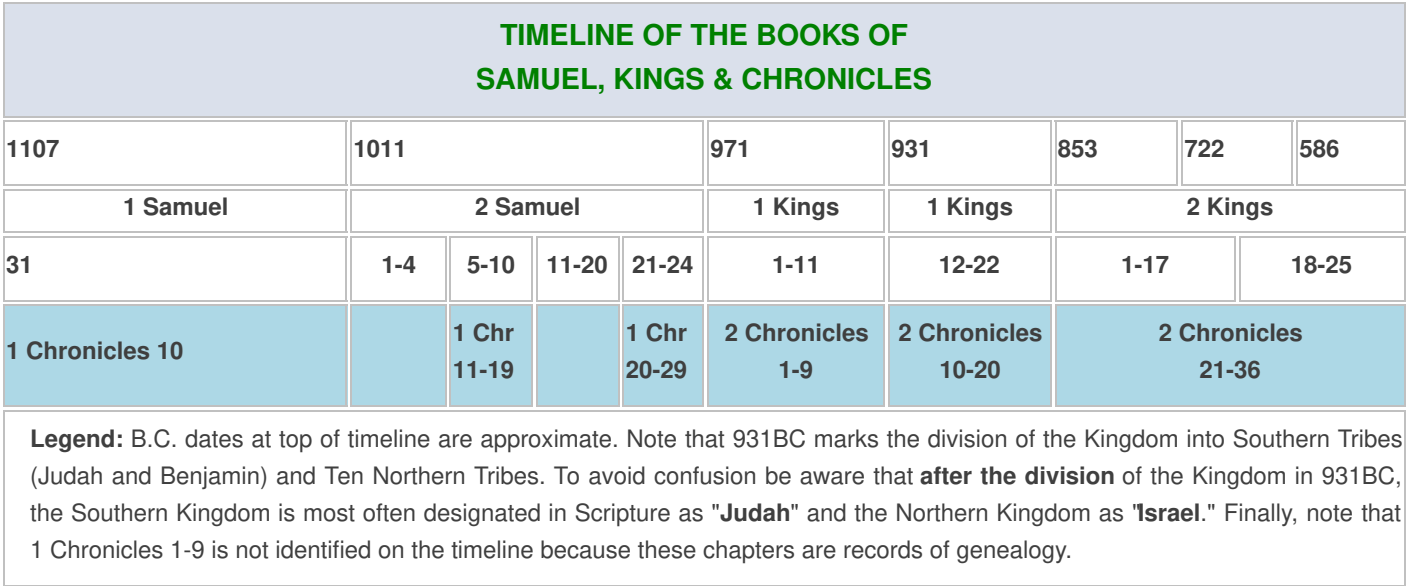 TIMELINE OF THE BOOKS OF
SAMUEL, KINGS & CHRONICLES
1107 1011 971 931 853 722 586
1 Samuel 2 Samuel 1 Kings 1 Kings 2 Kings
31 1-4 5-10 11-20 21-24 1-11 12-22 1-17 18-25
1 Chronicles 10 1 Chr 11-19 1 Chr 20-29 2 Chronicles 1-9 2 Chronicles 10-20 2 Chronicles 21-36
Legend: B.C. dates at top of timeline are approximate. Note that 931BC marks the division of the Kingdom into Southern Tribes
(Judah and Benjamin) and Ten Northern Tribes. To avoid confusion be aware that after the division of the Kingdom in 931BC,
the Southern Kingdom is most often designated in Scripture as "Judah" and the Northern Kingdom as "Israel." Finally, note that
1 Chronicles 1-9 is not identified on the timeline because these chapters are records of genealogy.